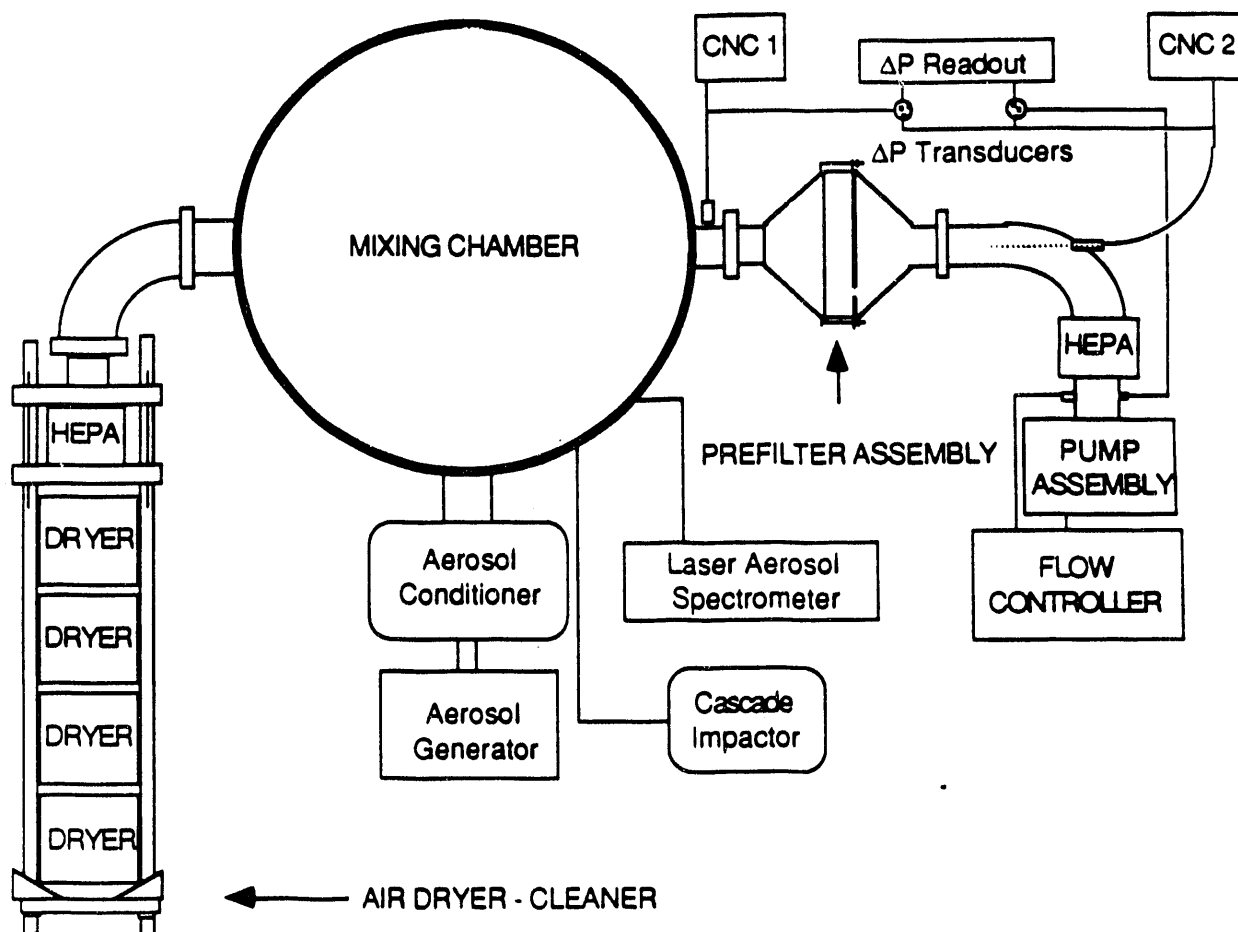 CNC 1
ΔP Readout
CNC 2
ΔP Transducers
MIXING CHAMBER
HEPA
HEPA
PREFILTER ASSEMBLY
PUMP
ASSEMBLY
DRYER
Aerosol
Conditioner
Laser Aerosol
Spectrometer
FLOW
CONTROLLER
DRYER
Aerosol
Generator
Cascade
Impactor
DRYER
DRYER
AIR DRYER - CLEANER